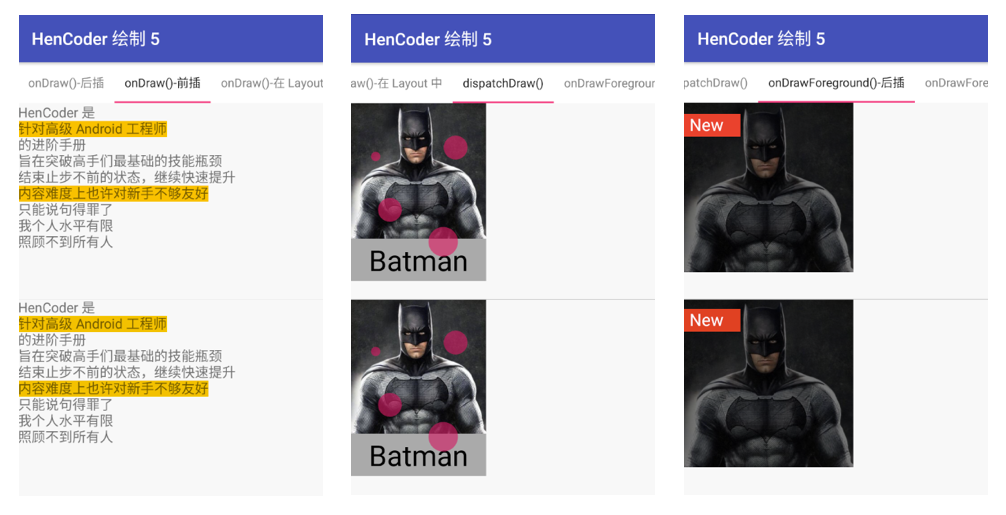 HenCoder 绘制 5
onDraw()-后插 onDraw()-前插 onDraw()-在 Layout
HenCoder 是
针对高级 Android 工程师
的进阶手册
旨在突破高手们最基础的技能瓶颈
结束止步不前的状态，继续快速提升
内容难度上也许对新手不够友好
只能说句得罪了
我个人水平有限
照顾不到所有人
HenCoder 是
针对高级 Android 工程师
的进阶手册
旨在突破高手们最基础的技能瓶颈
结束止步不前的状态，继续快速提升
内容难度上也许对新手不够友好
只能说句得罪了
我个人水平有限
照顾不到所有人
HenCoder 绘制 5
aw()-在 Layout 中 dispatchDraw() onDrawForegroun
Batman
Batman
HenCoder 绘制 5
patchDraw() onDrawForeground()-后插 onDrawFore
New
New